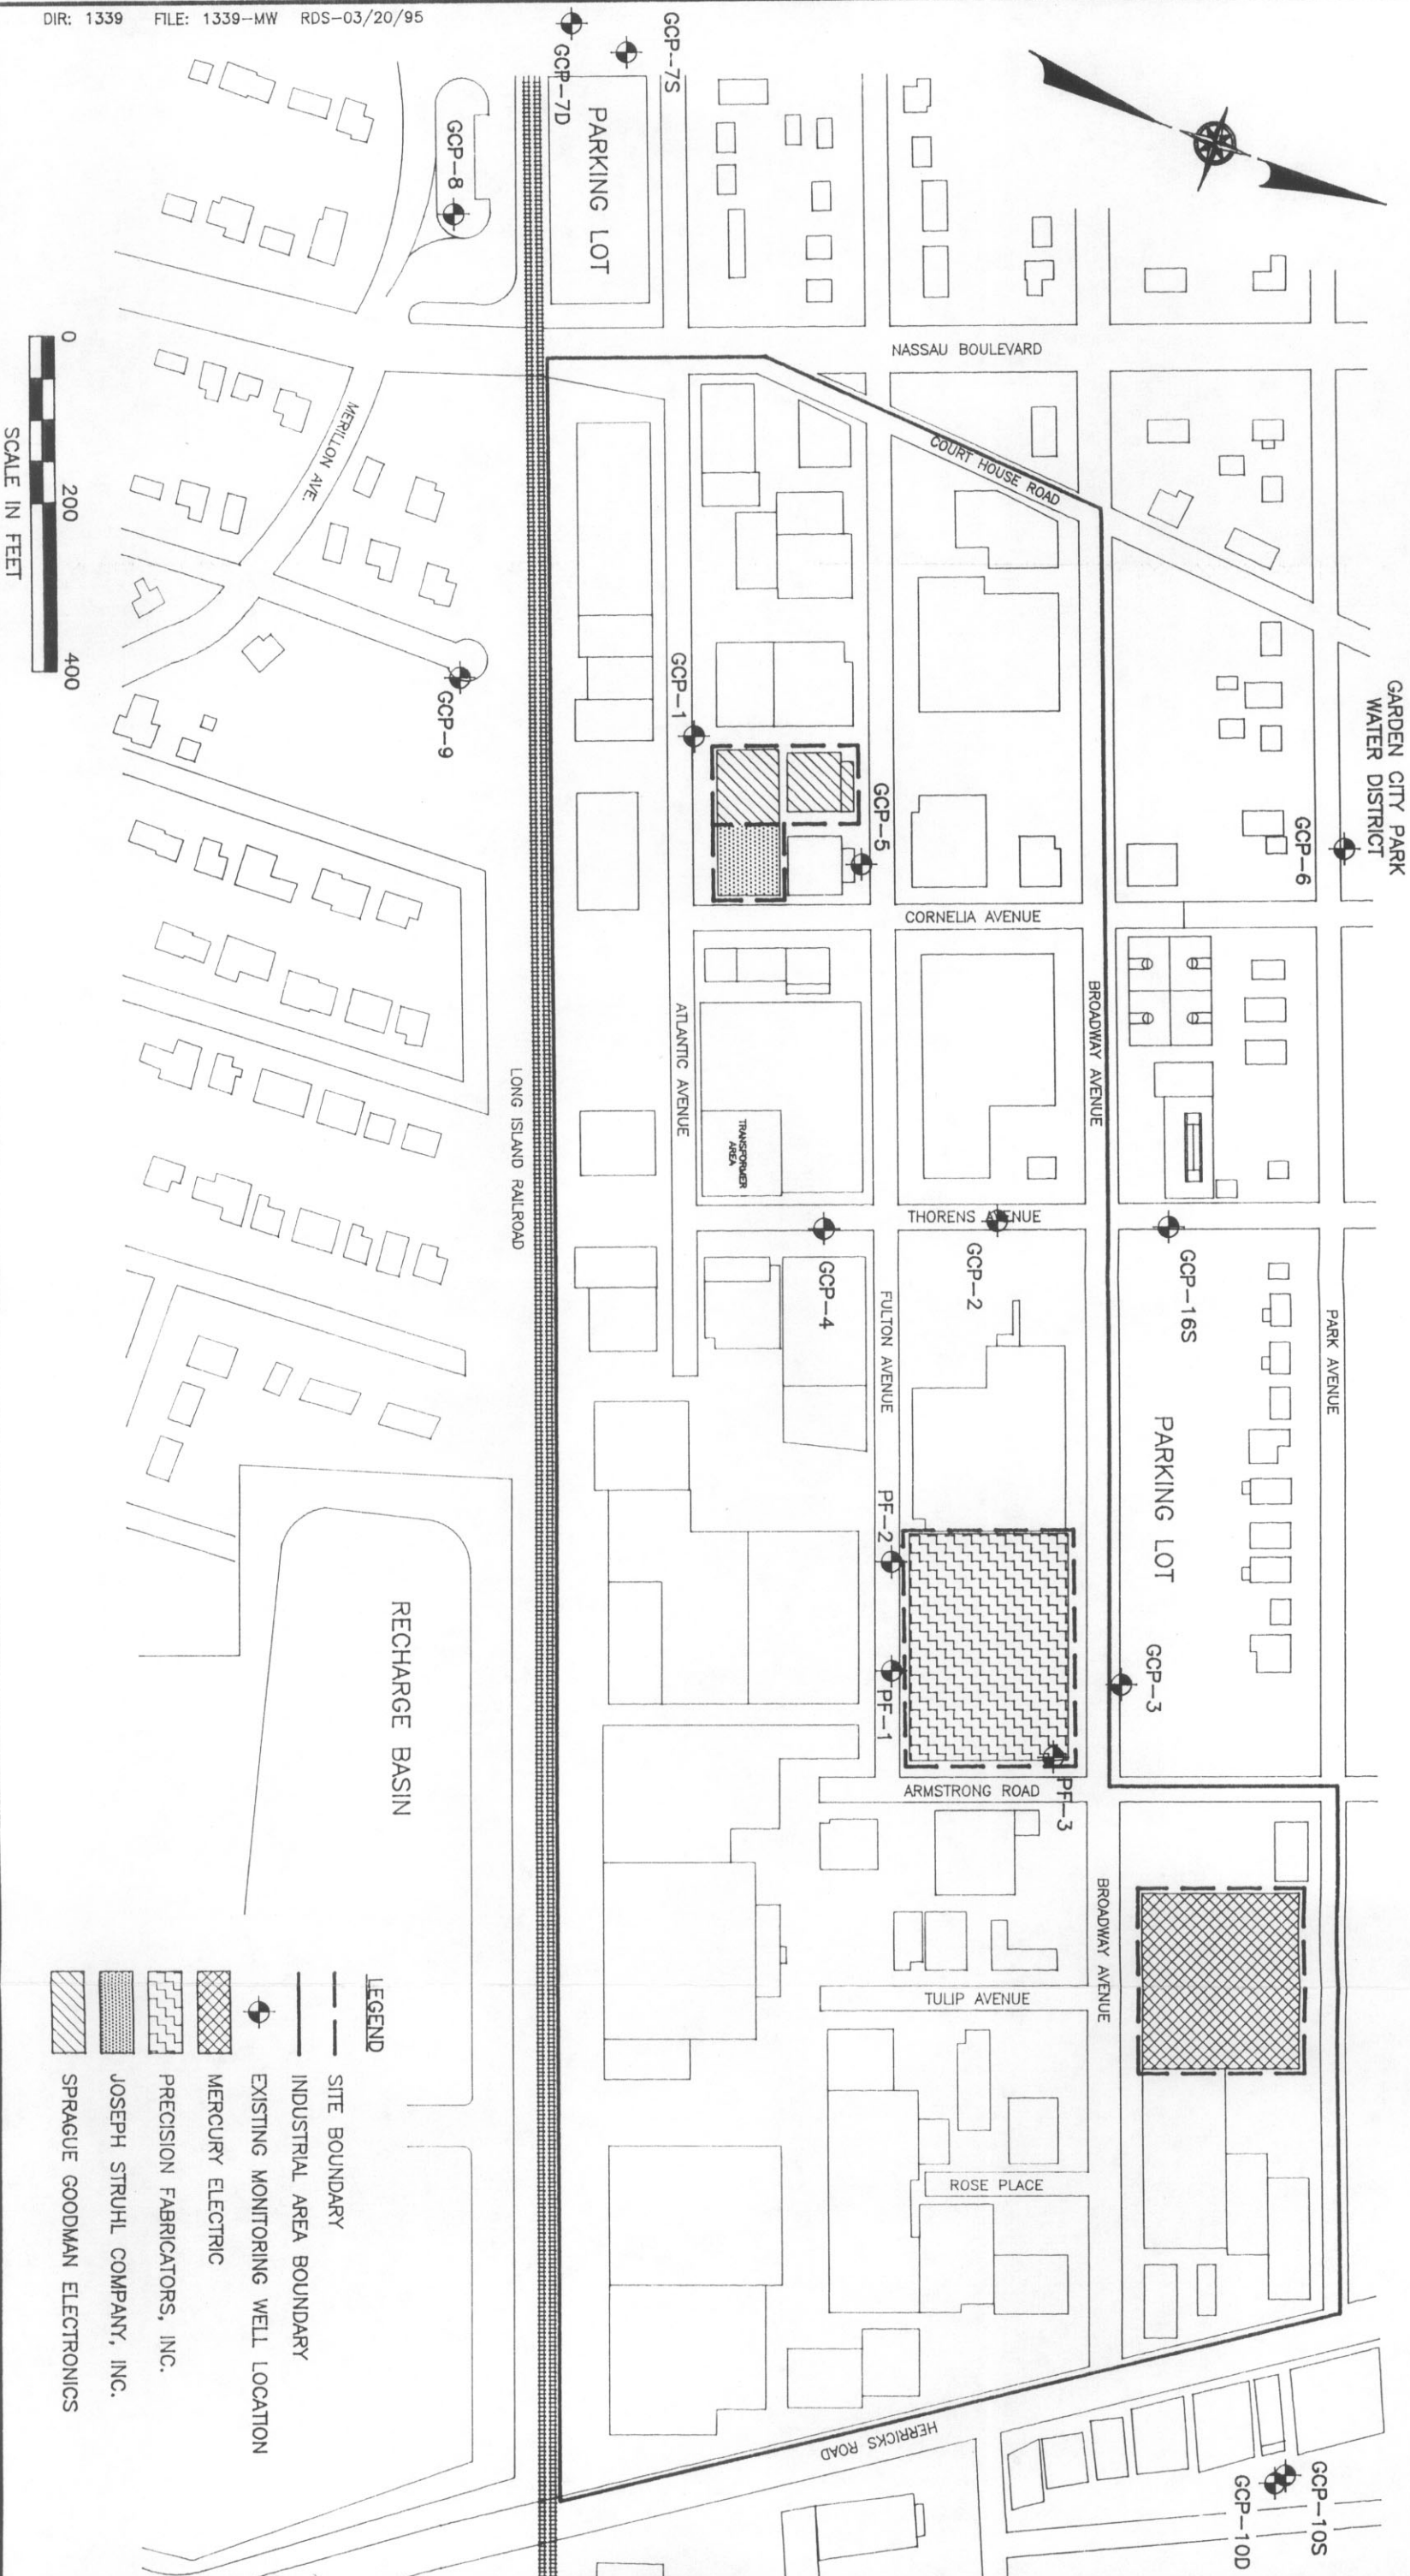 DIR: 1339 FILE: 1339-MW RDS-03/20/95
GCP-7S
GCP-7D
PARKING LOT
GCP-8
NASSAU BOULEVARD
COURT HOUSE ROAD
MERILLON AVE.
0 200 400
SCALE IN FEET
GCP-9
GCP-1
GCP-5
GARDEN CITY PARK
WATER DISTRICT
GCP-6
CORNELIA AVENUE
ATLANTIC AVENUE
BROADWAY AVENUE
LONG ISLAND RAILROAD
TRANSFORMER
AREA
THORENS AVENUE
GCP-4
GCP-2
GCP-16S
FULTON AVENUE
PARK AVENUE
PARKING LOT
PF-2
PF-1
GCP-3
PF-3
ARMSTRONG ROAD
RECHARGE BASIN
BROADWAY AVENUE
TULIP AVENUE
ROSE PLACE
HERRICKS ROAD
GCP-10S
GCP-10D
LEGEND
SITE BOUNDARY
INDUSTRIAL AREA BOUNDARY
EXISTING MONITORING WELL LOCATION
MERCURY ELECTRIC
PRECISION FABRICATORS, INC.
JOSEPH STRUHL COMPANY, INC.
SPRAGUE GOODMAN ELECTRONICS